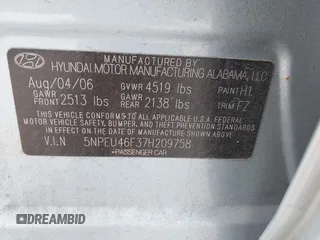 MANUFACTURED BY
HYUNDAI MOTOR MANUFACTURING ALABAMA, LLC
Aug/04/06 GVWR 4519 lbs PAINT H1
GAWR FRONT 2513 lbs GAWR REAR 2138 lbs TRIM FZ
THIS VEHICLE CONFORMS TO ALL APPLICABLE FEDERAL
MOTOR VEHICLE SAFETY, BUMPER, AND THEFT PREVENTION
STANDARDS IN EFFECT ON THE DATE OF MANUFACTURE
SHOWN ABOVE.
V.I.N 5NPEU46F37H209758
*PASSENGER CAR
DREAMBID